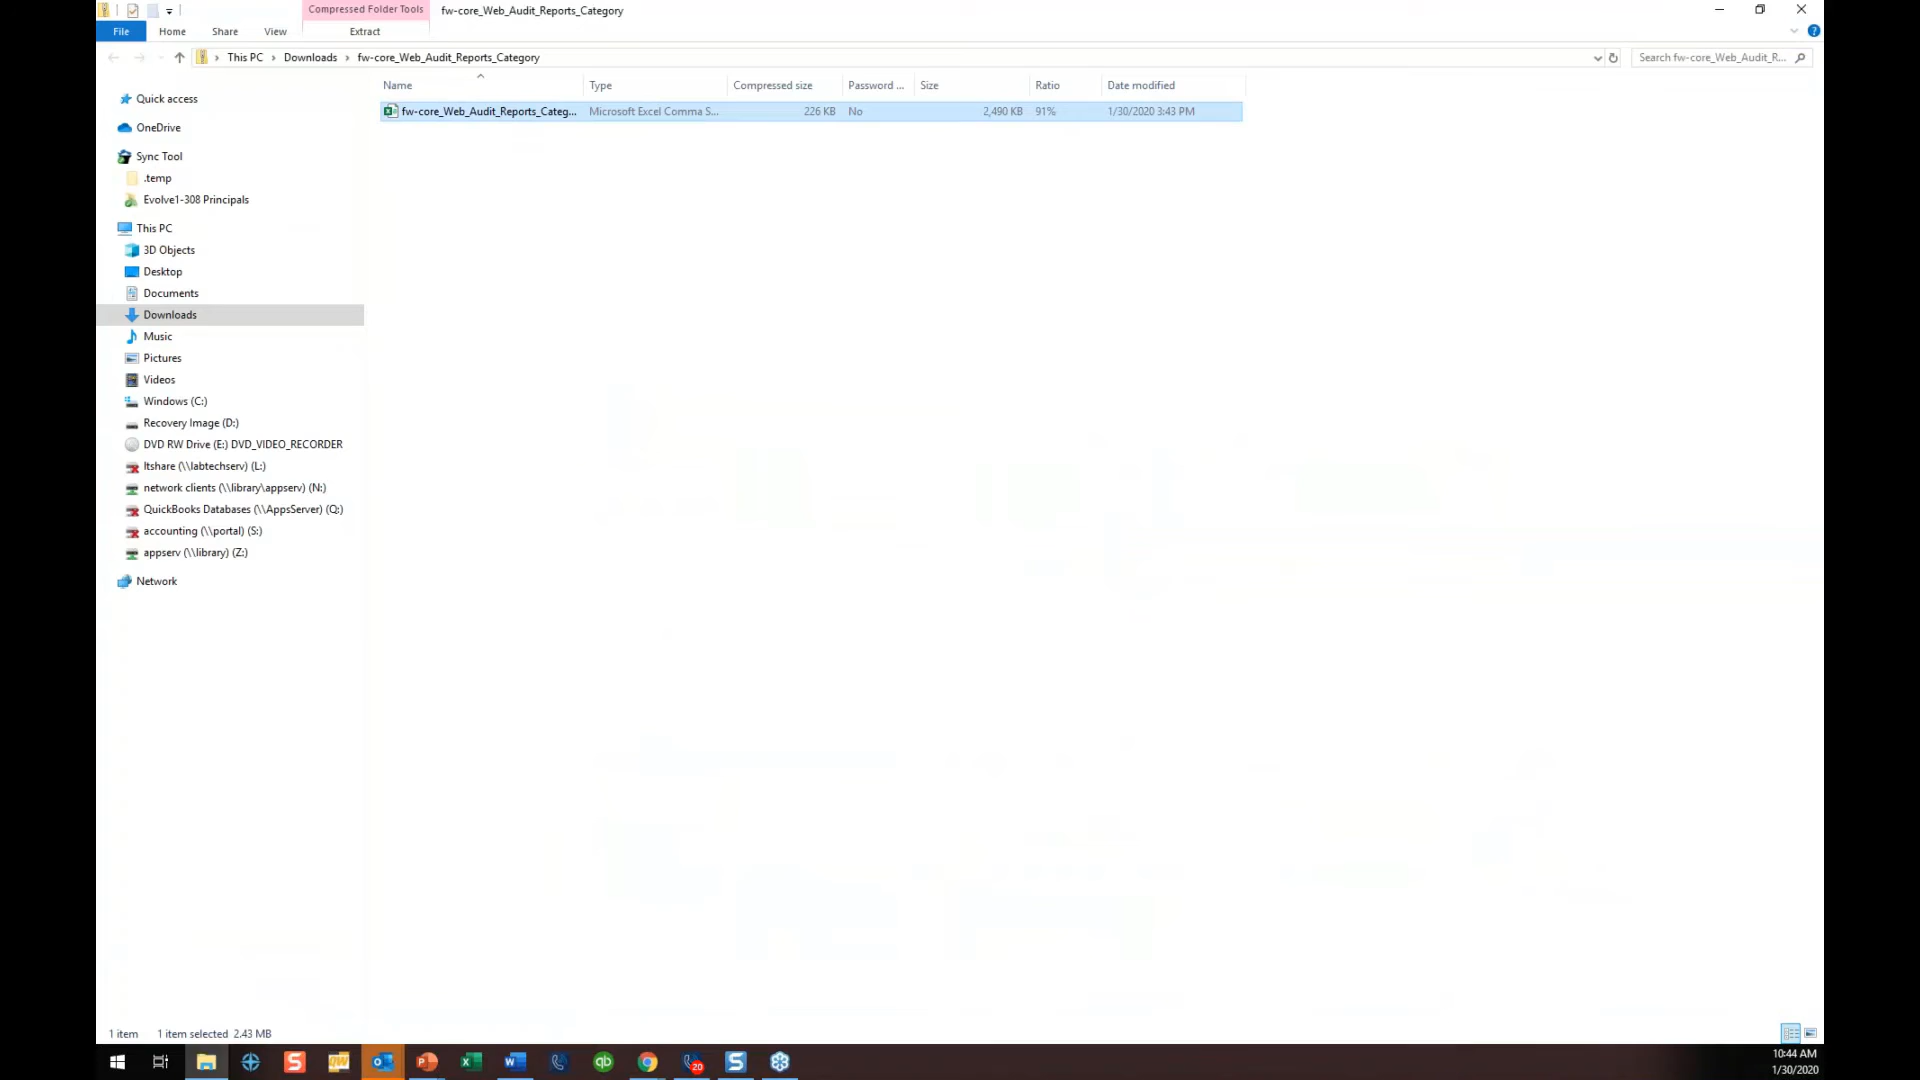 Compressed Folder Tools
fw-core_Web_Audit_Reports_Category
File
Home
Share
View
Extract
This PC
Downloads
fw-core_Web_Audit_Reports_Category
Search fw-core_Web_Audit_R...
Name
Type
Compressed size
Password ...
Size
Ratio
Date modified
fw-core_Web_Audit_Reports_Categ...
Microsoft Excel Comma S...
226 KB
No
2,490 KB
91%
1/30/2020 3:43 PM
Quick access
OneDrive
Sync Tool
.temp
Evolve1-308 Principals
This PC
3D Objects
Desktop
Documents
Downloads
Music
Pictures
Videos
Windows (C:)
Recovery Image (D:)
DVD RW Drive (E:) DVD_VIDEO_RECORDER
ltshare (\\labtechserv) (L:)
network clients (\\library\appserv) (N:)
QuickBooks Databases (\\AppsServer) (Q:)
accounting (\\portal) (S:)
appserv (\\library) (Z:)
Network
1 item
1 item selected 2.43 MB
20
10:44 AM
1/30/2020